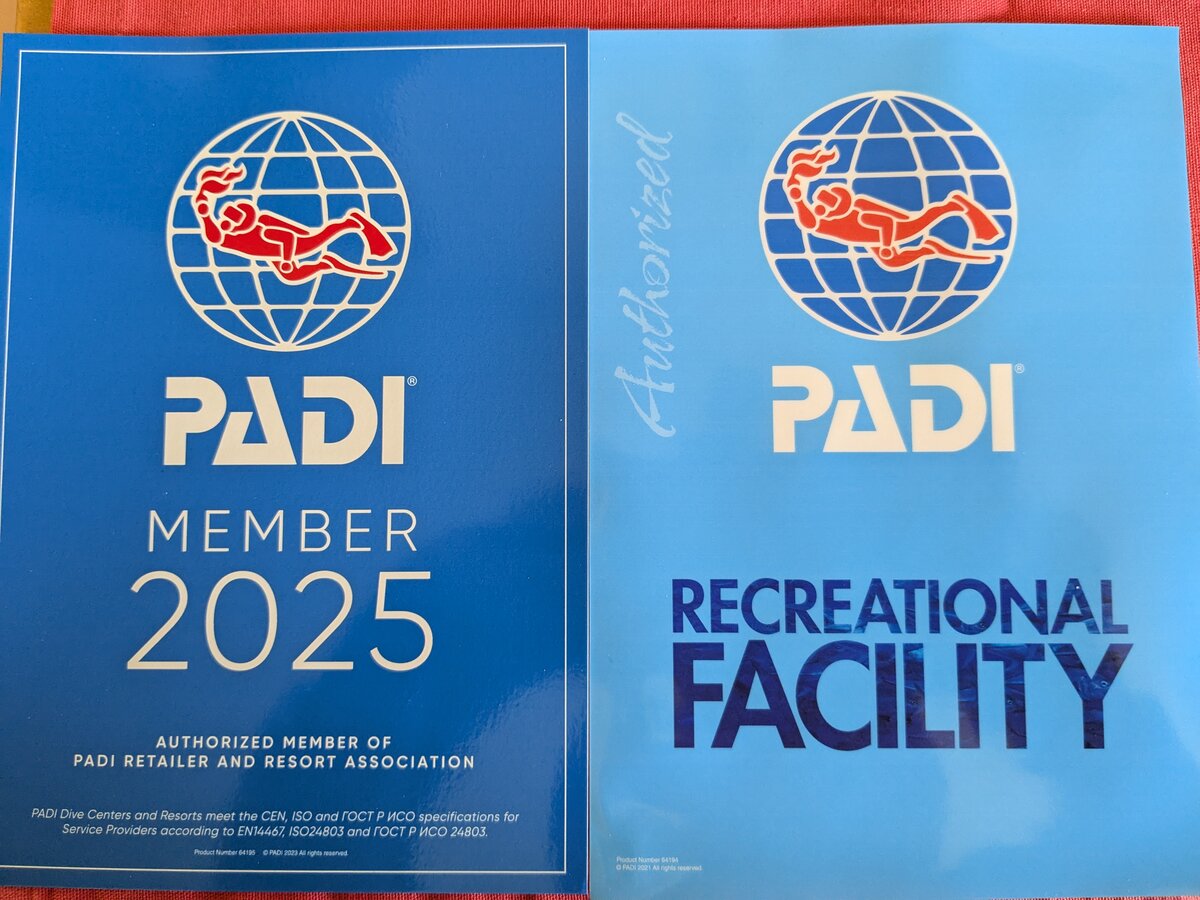 PADI®
MEMBER
2025
AUTHORIZED MEMBER OF
PADI RETAILER AND RESORT ASSOCIATION
PADI Dive Centers and Resorts meet the CEN, ISO and ГОСТ Р ИСО specifications for
Service Providers according to EN14467, ISO24803 and ГОСТ Р ИСО 24803.
Product Number 64195 © PADI 2023 All rights reserved.
Authorized
PADI®
RECREATIONAL
FACILITY
Product Number 64194
© PADI 2021 All rights reserved.